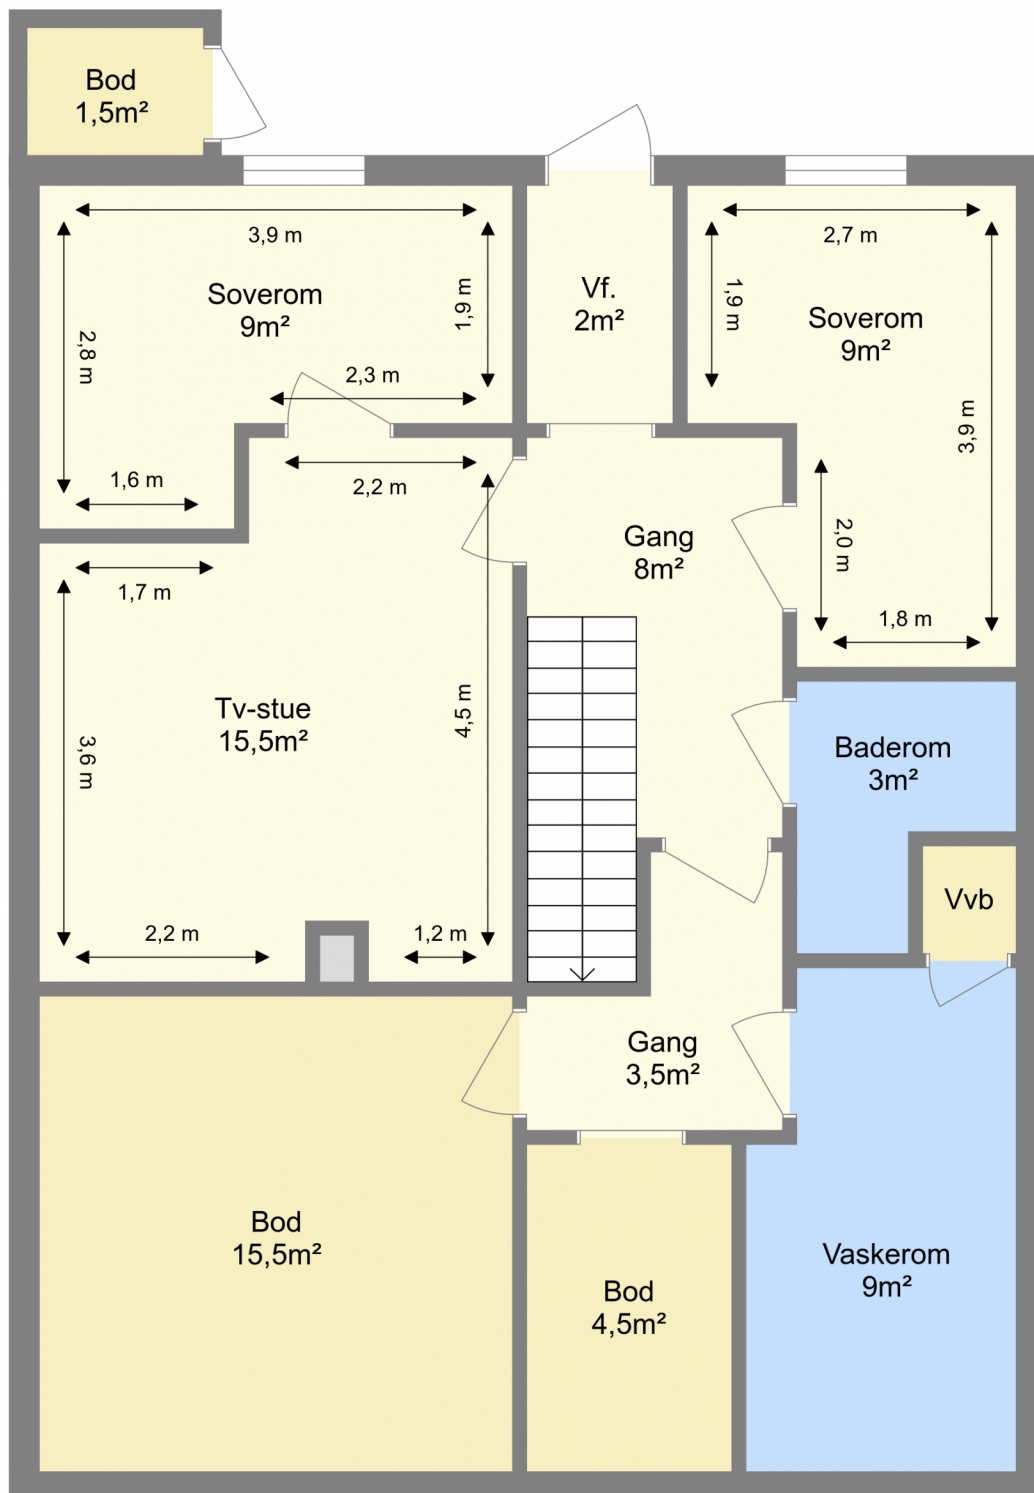 Bod
1,5m²
3,9 m
2,7 m
Soverom
9m²
1,9 m
Vf.
2m²
1,9 m
Soverom
9m²
2,8 m
2,3 m
3,9 m
1,6 m
2,2 m
Gang
8m²
2,0 m
1,7 m
1,8 m
Tv-stue
15,5m²
4,5 m
3,6 m
Baderom
3m²
2,2 m
1,2 m
Vvb
Gang
3,5m²
Bod
15,5m²
Bod
4,5m²
Vaskerom
9m²